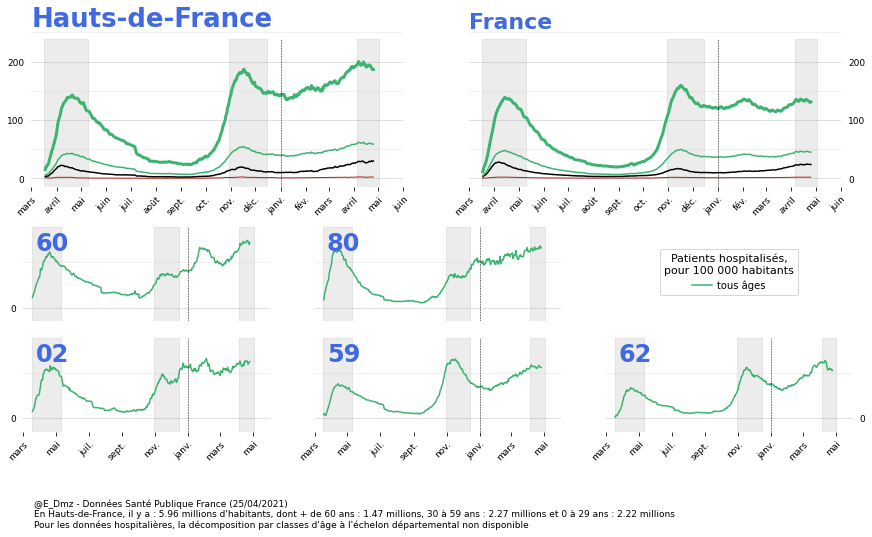 Hauts-de-France
France
200
100
0
mars
avril
mai
juin
juil.
août
sept.
oct.
nov.
déc.
janv.
fév.
mars
avril
mai
juin
200
100
0
mars
avril
mai
juin
juil.
août
sept.
oct.
nov.
déc.
janv.
fév.
mars
avril
mai
juin
60
0
80
Patients hospitalisés,
pour 100 000 habitants
tous âges
02
0
mars
mai
juil.
sept.
nov.
janv.
mars
mai
59
mars
mai
juil.
sept.
nov.
janv.
mars
mai
62
0
mars
mai
juil.
sept.
nov.
janv.
mars
mai
@E_Dmz - Données Santé Publique France (25/04/2021)
En Hauts-de-France, il y a : 5.96 millions d'habitants, dont + de 60 ans : 1.47 millions, 30 à 59 ans : 2.27 millions et 0 à 29 ans : 2.22 millions
Pour les données hospitalières, la décomposition par classes d'âge à l'échelon départemental non disponible